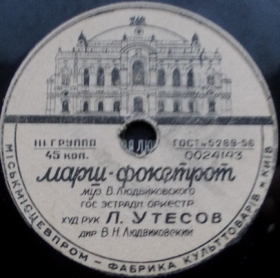 III ГРУППА
45 коп.
ГОСТ 5289-56
0024143
марш-фокстрот
муз В. Людвиковского
гос эстрадн оркестр
худ рук Л. УТЕСОВ
дир В. Н. Людвиковский
МІСЬКМІСЦЕВПРОМ - ФАБРИКА КУЛЬТТОВАРІВ • КИЇВ